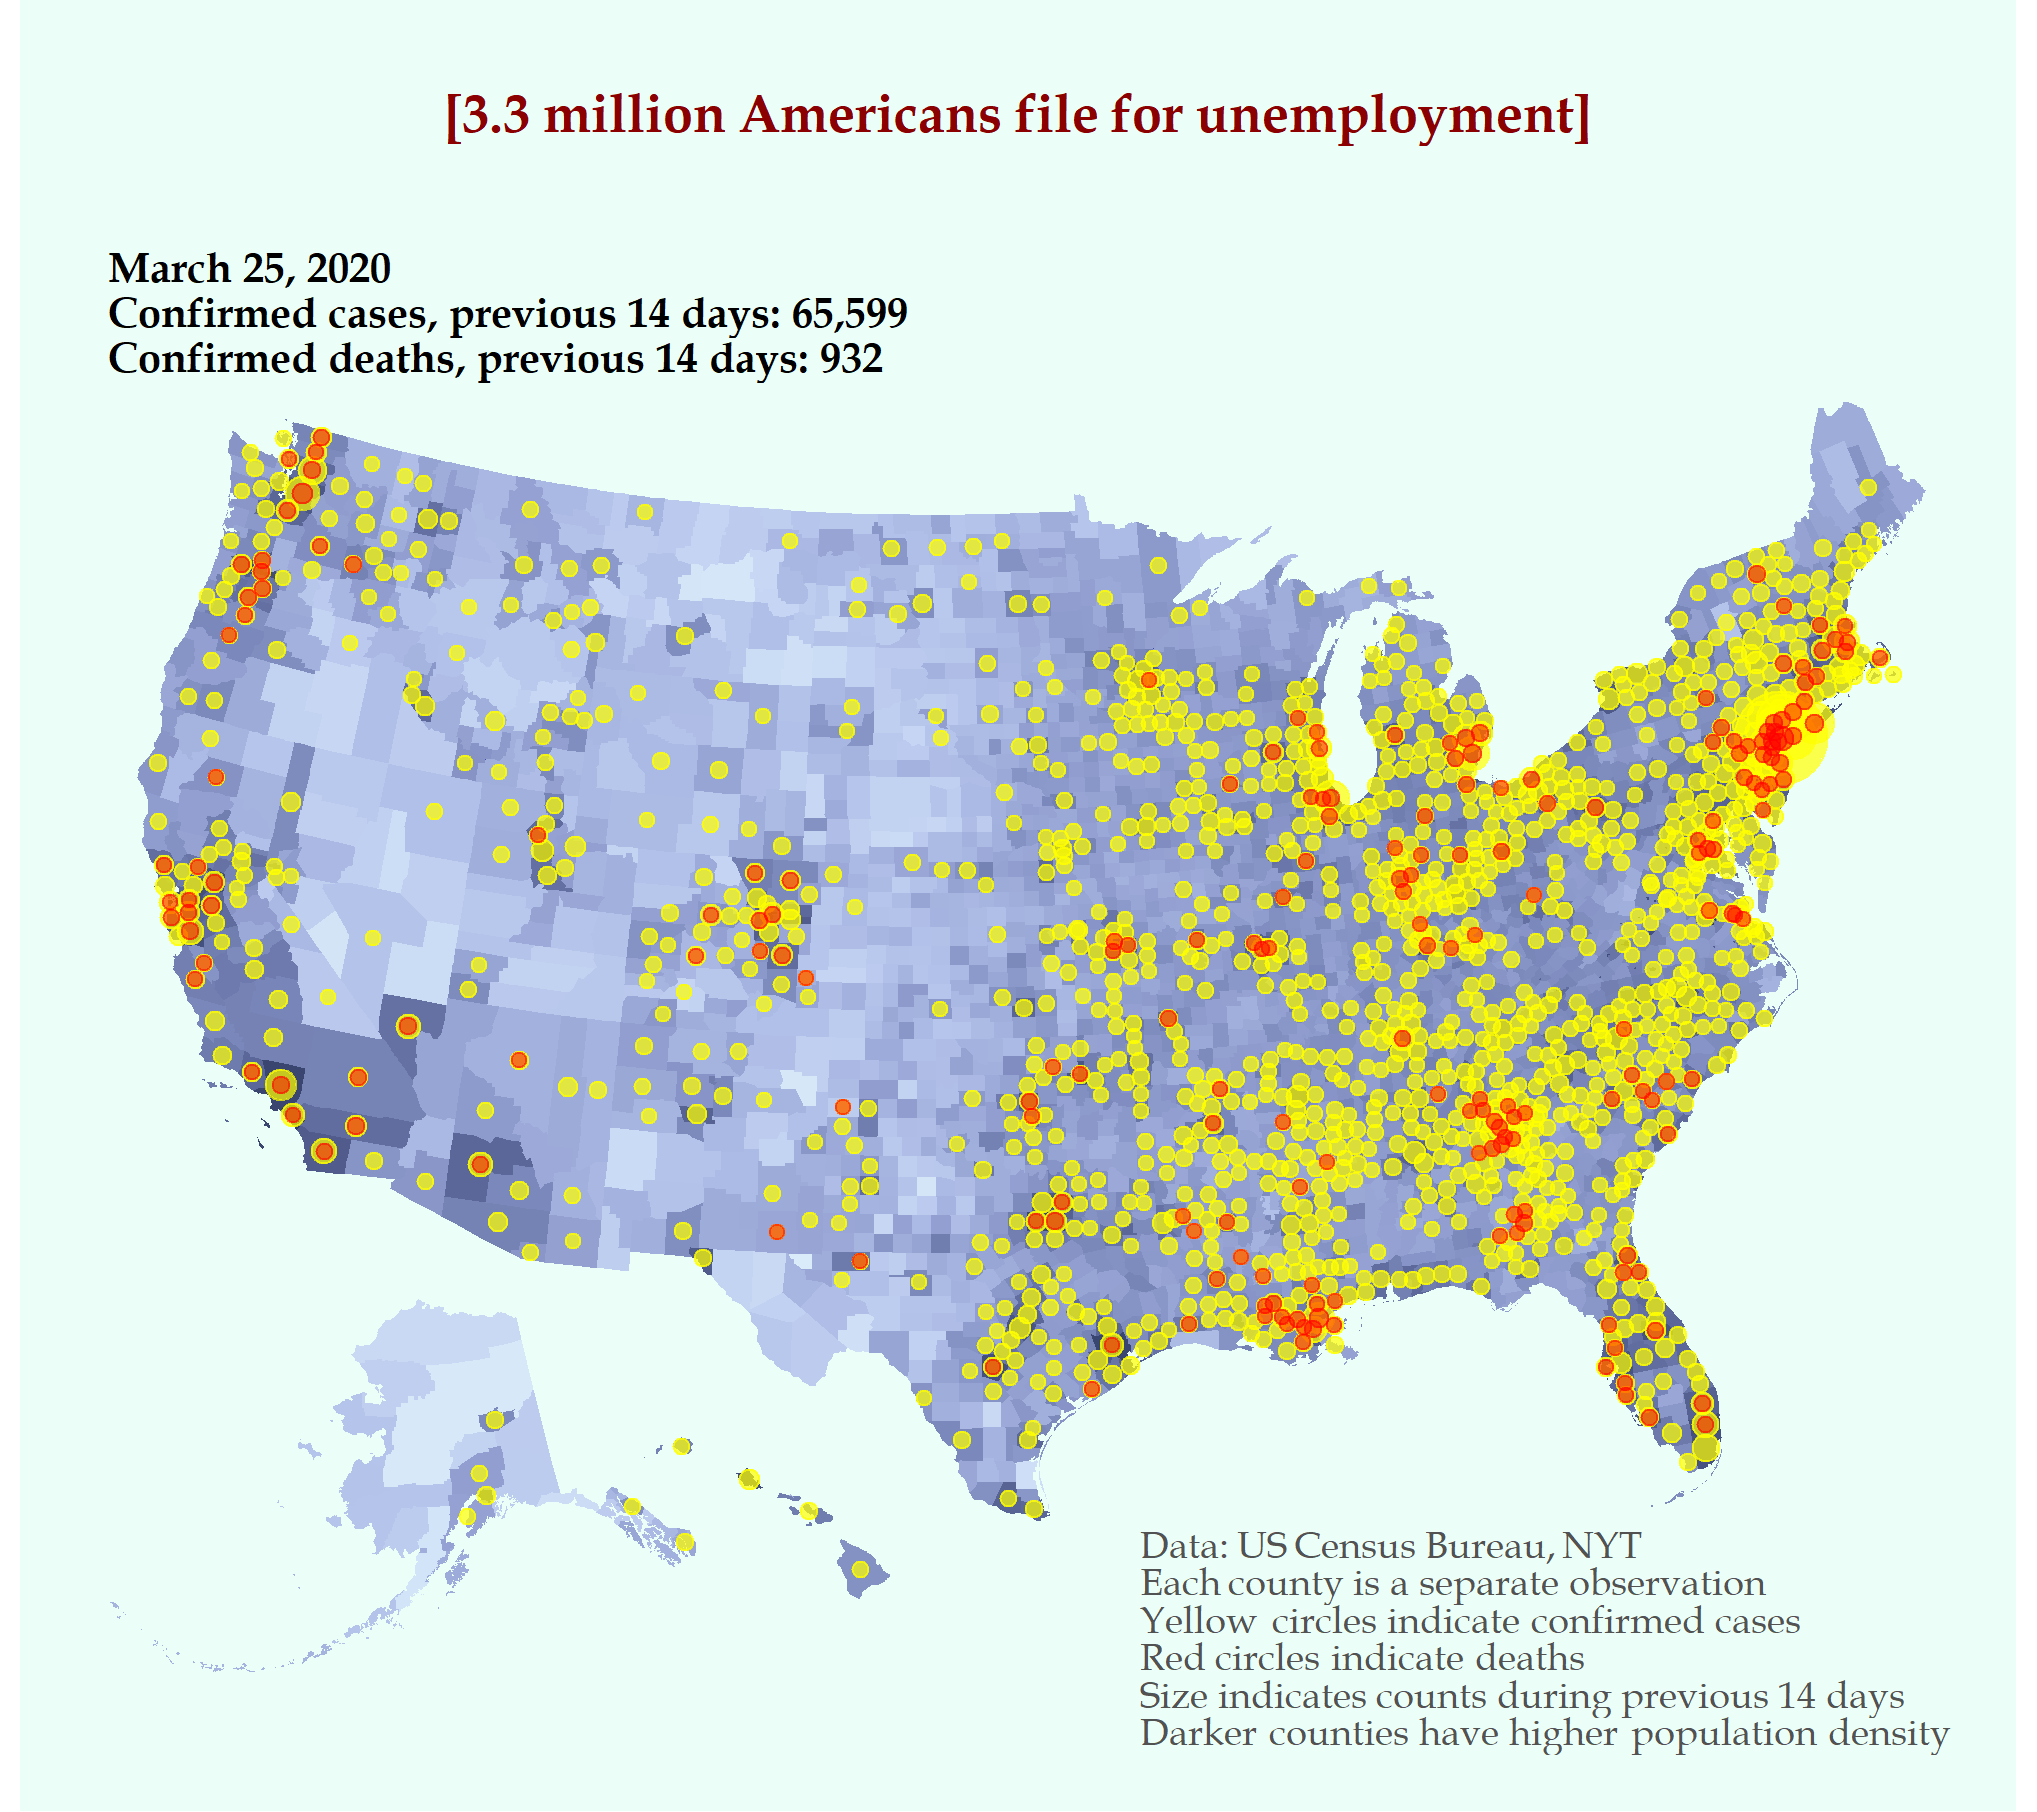 [3.3 million Americans file for unemployment]
March 25, 2020
Confirmed cases, previous 14 days: 65,599
Confirmed deaths, previous 14 days: 932
Data: US Census Bureau, NYT
Each county is a separate observation
Yellow circles indicate confirmed cases
Red circles indicate deaths
Size indicates counts during previous 14 days
Darker counties have higher population density